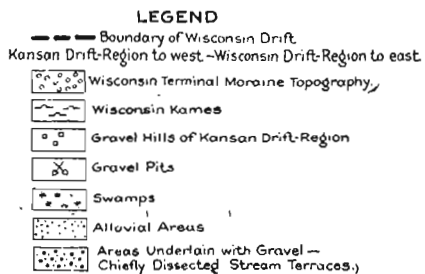 LEGEND
Boundary of Wisconsin Drift
Kansan Drift-Region to west - Wisconsin Drift-Region to east
Wisconsin Terminal Moraine Topography
Wisconsin Kames
Gravel Hills of Kansan Drift-Region
Gravel Pits
Swamps
Alluvial Areas
Areas Underlain with Gravel -
Chiefly Dissected Stream Terraces.)